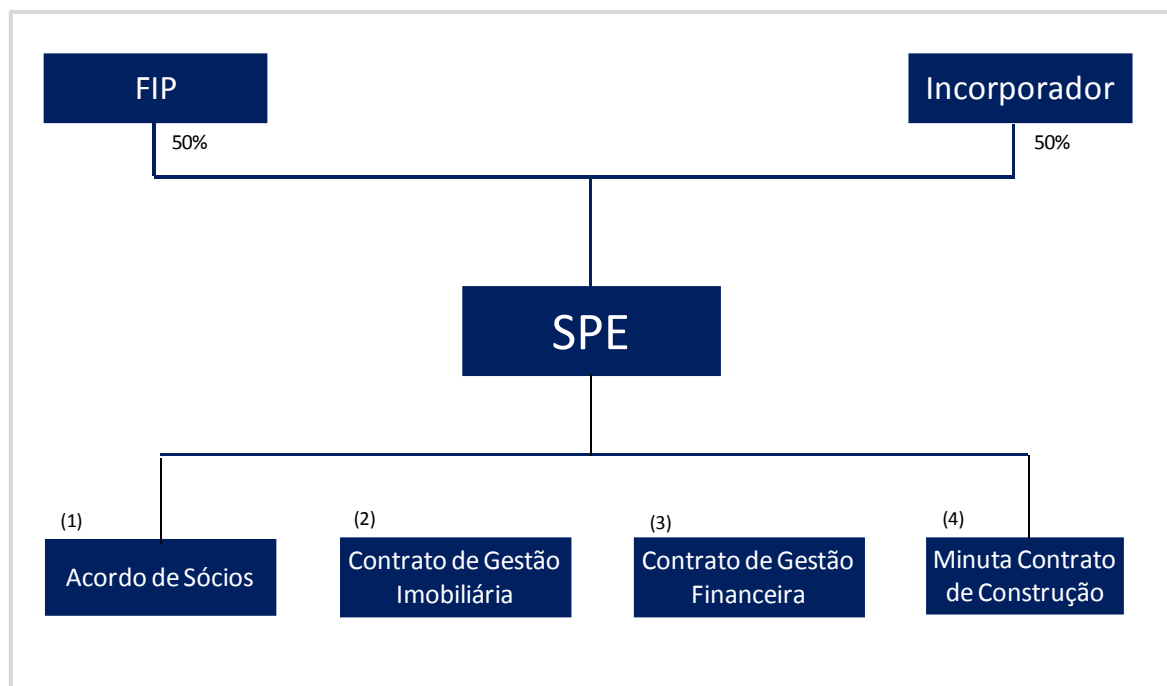 FIP
Incorporador
50%
50%
SPE
(1)
(2)
(3)
(4)
Acordo de Sócios
Contrato de Gestão
Imobiliária
Contrato de Gestão
Financeira
Minuta Contrato
de Construção